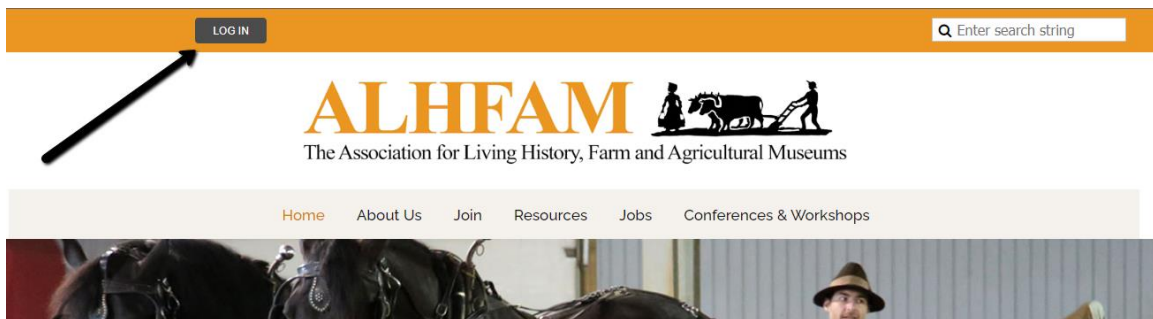 LOG IN
Enter search string
ALHFAM
The Association for Living History, Farm and Agricultural Museums
Home About Us Join Resources Jobs Conferences & Workshops